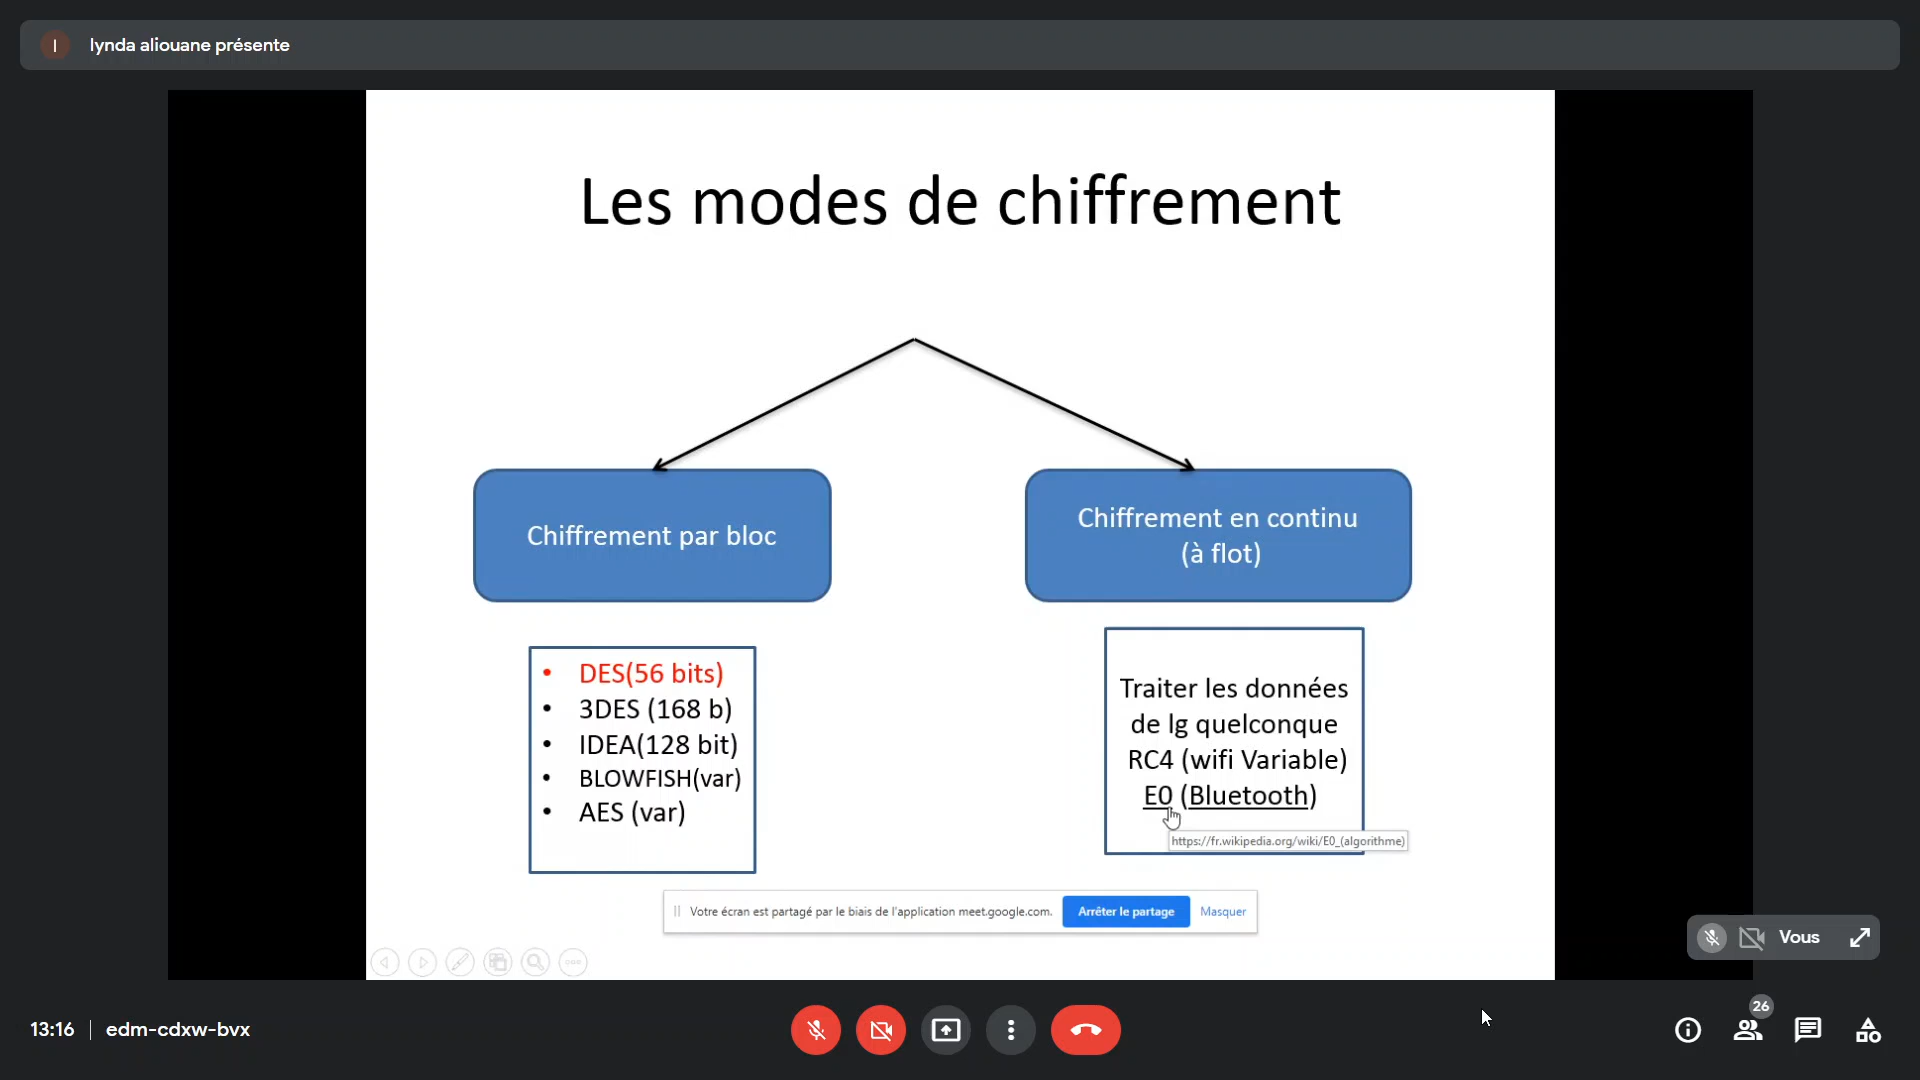 l
lynda aliouane présente
Les modes de chiffrement
Chiffrement par bloc
Chiffrement en continu
(à flot)
• DES(56 bits)
• 3DES (168 b)
• IDEA(128 bit)
• BLOWFISH(var)
• AES (var)
Traiter les données
de lg quelconque
RC4 (wifi Variable)
E0 (Bluetooth)
https://fr.wikipedia.org/wiki/E0_(algorithme)
Votre écran est partagé par le biais de l'application meet.google.com.
Arrêter le partage
Masquer
Vous
13:16
edm-cdxw-bvx
26